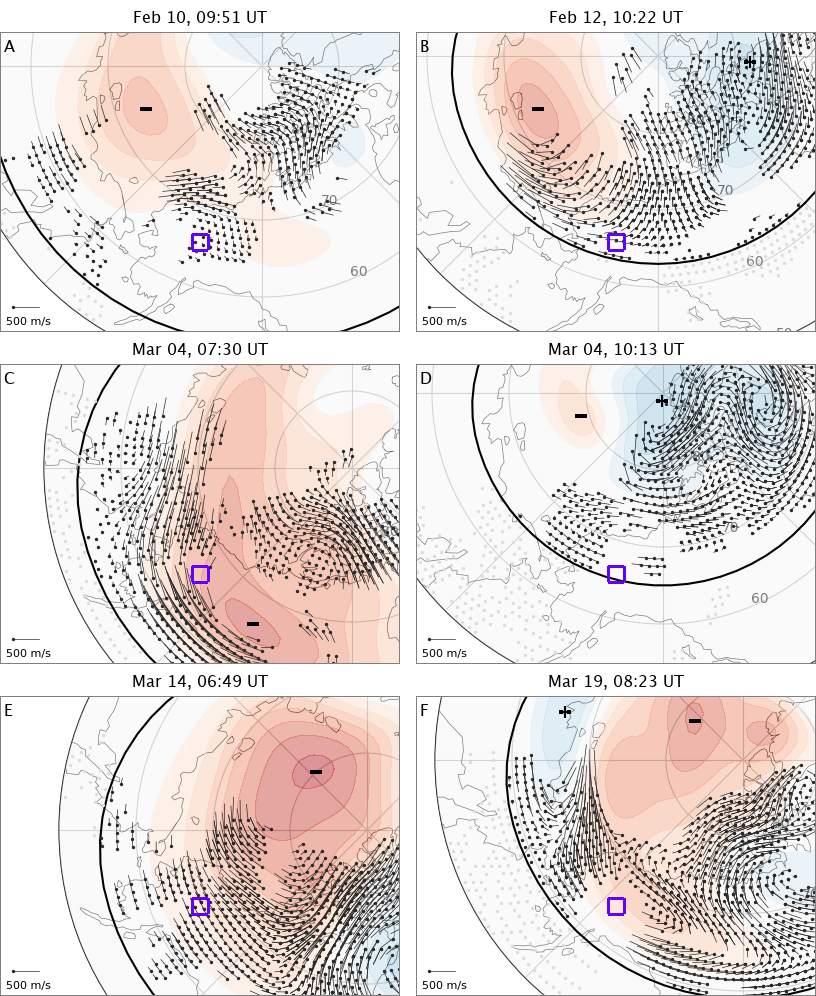 Feb 10, 09:51 UT
A
70
60
500 m/s
Feb 12, 10:22 UT
B
70
60
500 m/s
Mar 04, 07:30 UT
C
500 m/s
Mar 04, 10:13 UT
D
70
60
500 m/s
Mar 14, 06:49 UT
E
500 m/s
Mar 19, 08:23 UT
F
500 m/s